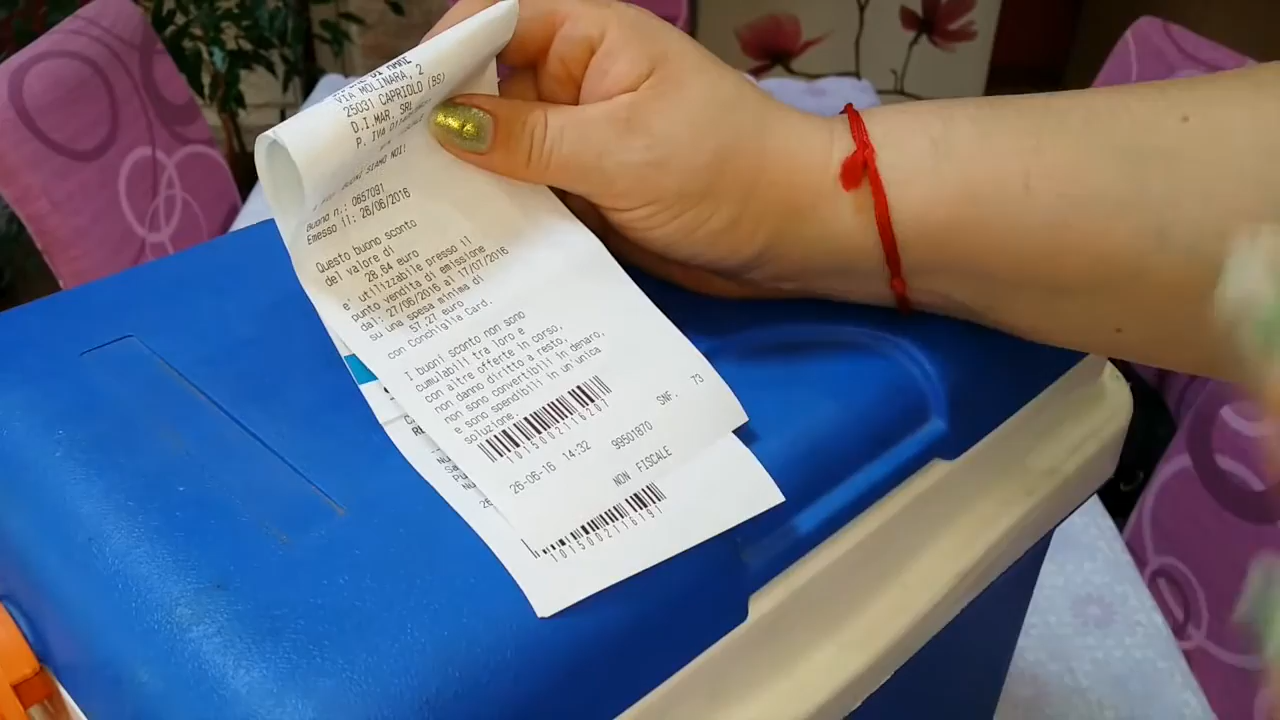 VIA MOLINARA, 2
25031 CAPRIOLO (BS)
D.I.MAR. SRL
P. IVA
SIAMO NOI!
Buono n.: 0657091
Emesso il: 26/06/2016
Questo buono sconto
del valore di
28,64 euro
e' utilizzabile presso il
punto vendita di emissione
dal: 27/06/2016 al 17/07/2016
su una spesa minima di
57,27 euro
con Conchiglia Card.
I buoni sconto non sono
cumulabili tra loro e
con altre offerte in corso,
non danno diritto a resto,
non sono convertibili in denaro,
e sono spendibili in un'unica
soluzione.
1015000211620
26-06-16 14:32 99501870 SNF. 73
NON FISCALE
1015000211619